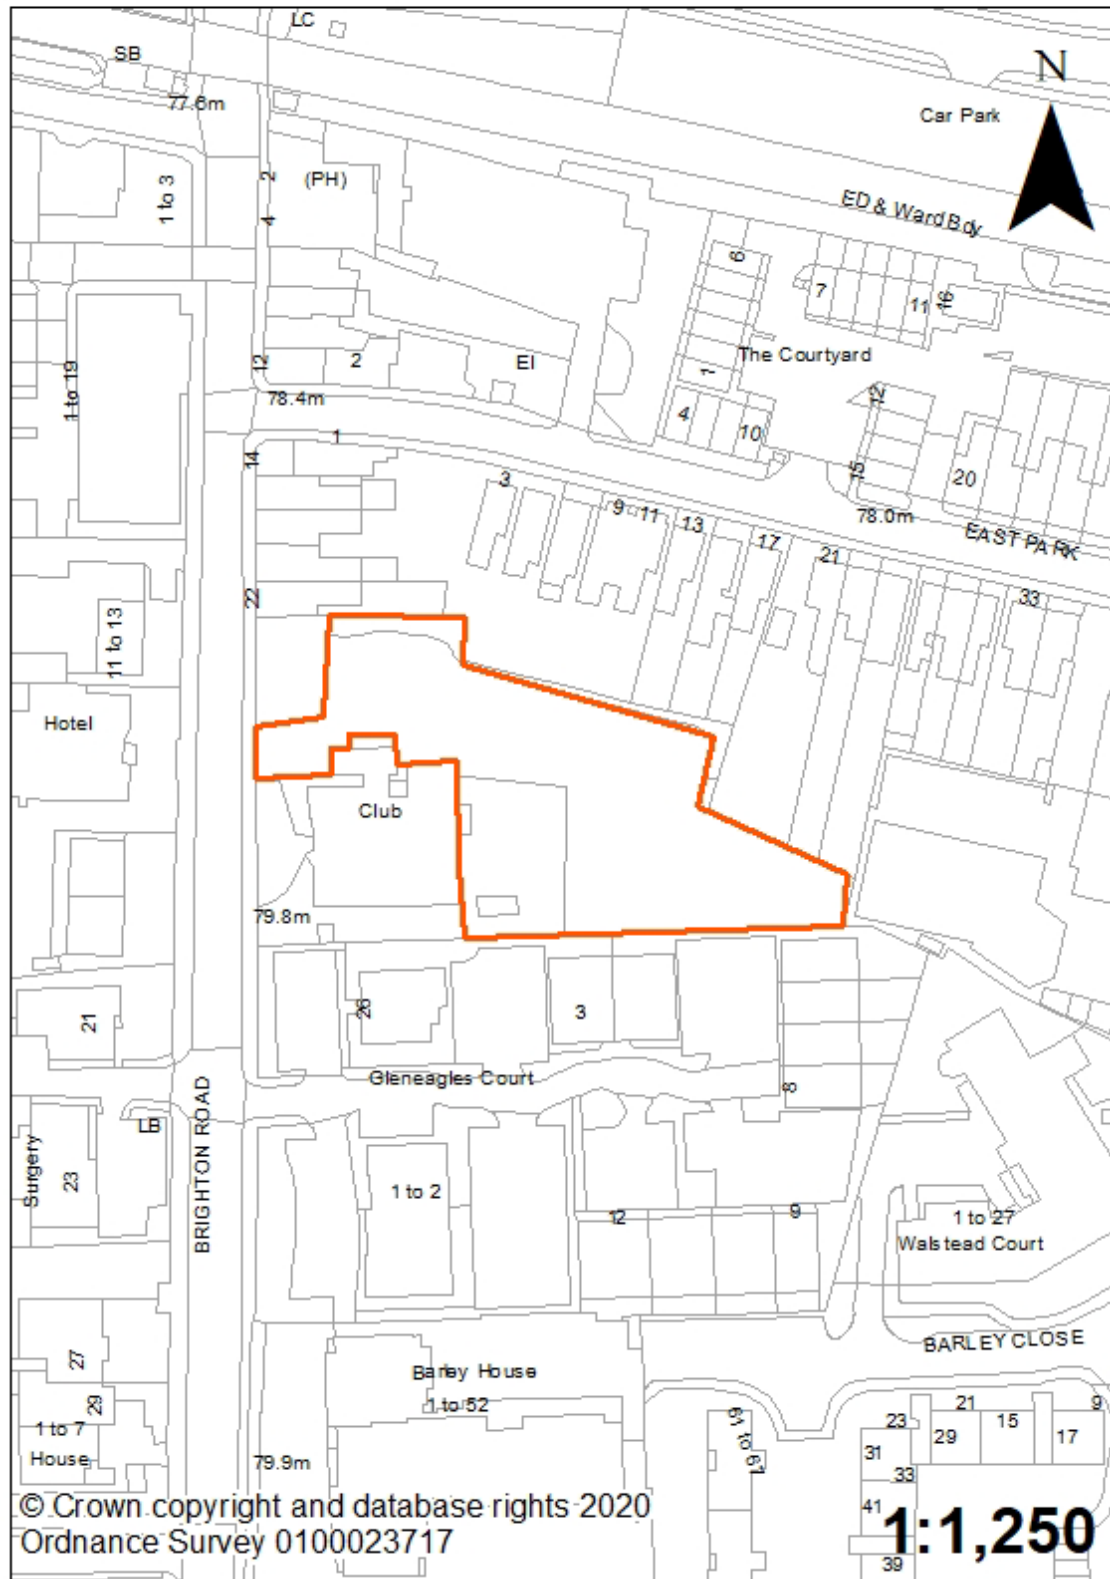 LC
SB
N
77.6m
Car Park
1 to 3
2
(PH)
4
ED & Ward Bdy
6
7
11
16
The Courtyard
12
2
El
1
1 to 19
78.4m
4
10
12
1
14
15
20
3
9
11
13
78.0m
17
21
EAST PARK
22
33
11 to 13
Hotel
Club
79.8m
26
3
21
Gleneagles Court
8
LB
Surgery
23
BRIGHTON ROAD
1 to 2
12
9
1 to 27
Walstead Court
BARLEY CLOSE
27
Barley House
1 to 52
29
1 to 7
House
61 to 67
23
21
15
9
29
17
31
33
79.9m
41
39
© Crown copyright and database rights 2020
Ordnance Survey 0100023717
1:1,250